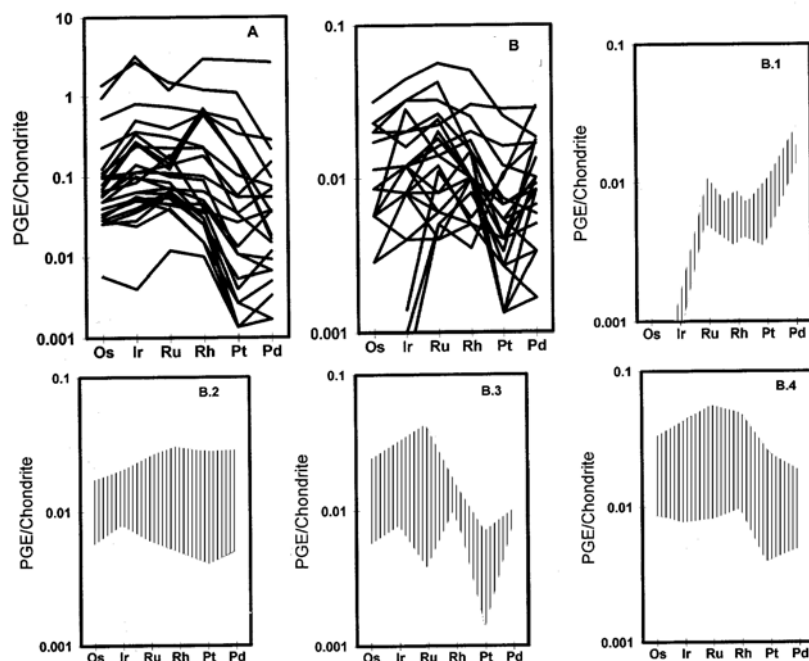 10
1
0.1
0.01
0.001
PGE/Chondrite
A
Os Ir Ru Rh Pt Pd
0.1
0.01
0.001
PGE/Chondrite
B
Os Ir Ru Rh Pt Pd
0.1
0.01
0.001
PGE/Chondrite
B.1
Os Ir Ru Rh Pt Pd
0.1
0.01
0.001
PGE/Chondrite
B.2
Os Ir Ru Rh Pt Pd
0.1
0.01
0.001
PGE/Chondrite
B.3
Os Ir Ru Rh Pt Pd
0.1
0.01
0.001
PGE/Chondrite
B.4
Os Ir Ru Rh Pt Pd